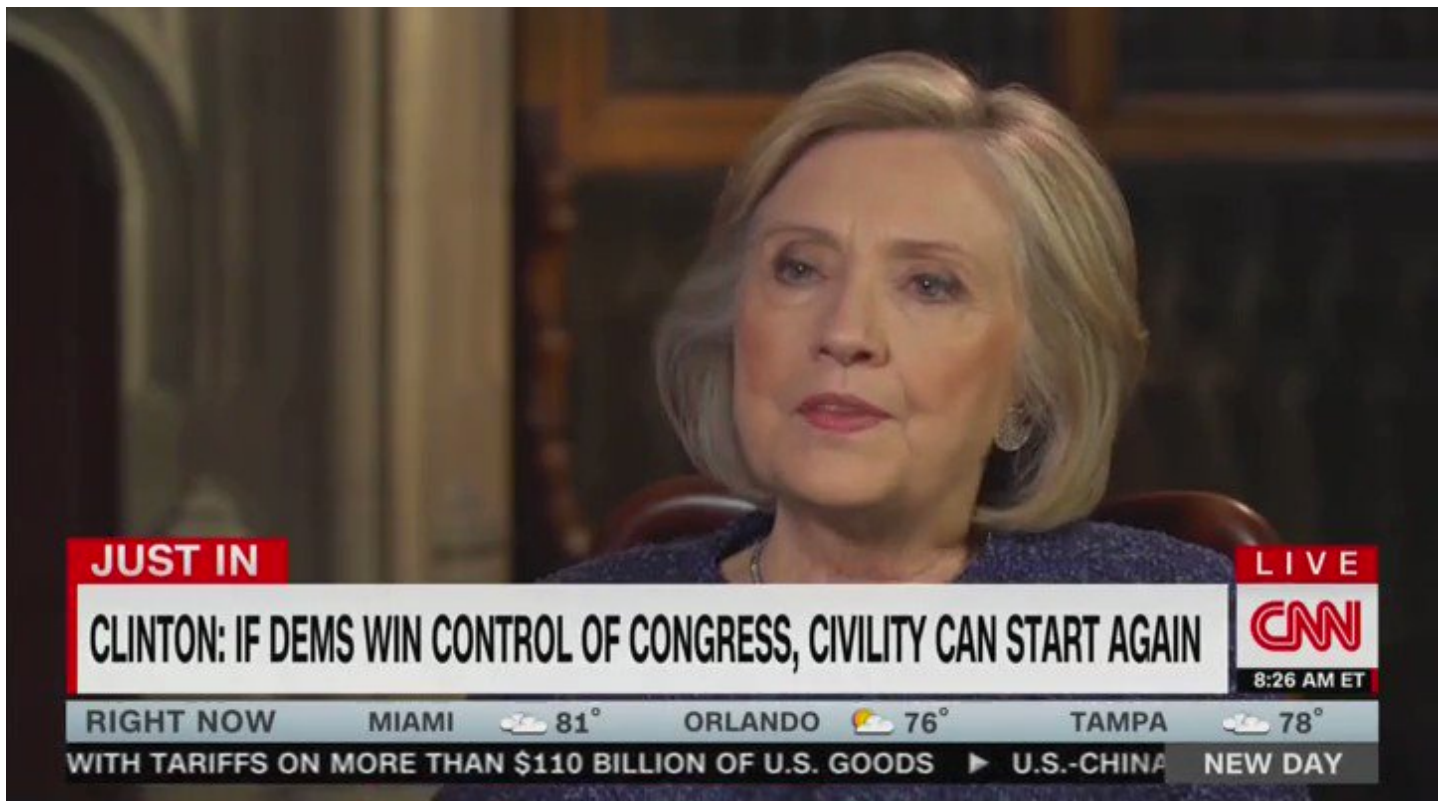 JUST IN
LIVE
CLINTON: IF DEMS WIN CONTROL OF CONGRESS, CIVILITY CAN START AGAIN
CNN
8:26 AM ET
RIGHT NOW MIAMI 81° ORLANDO 76° TAMPA 78°
WITH TARIFFS ON MORE THAN $110 BILLION OF U.S. GOODS ▶ U.S.-CHINA NEW DAY